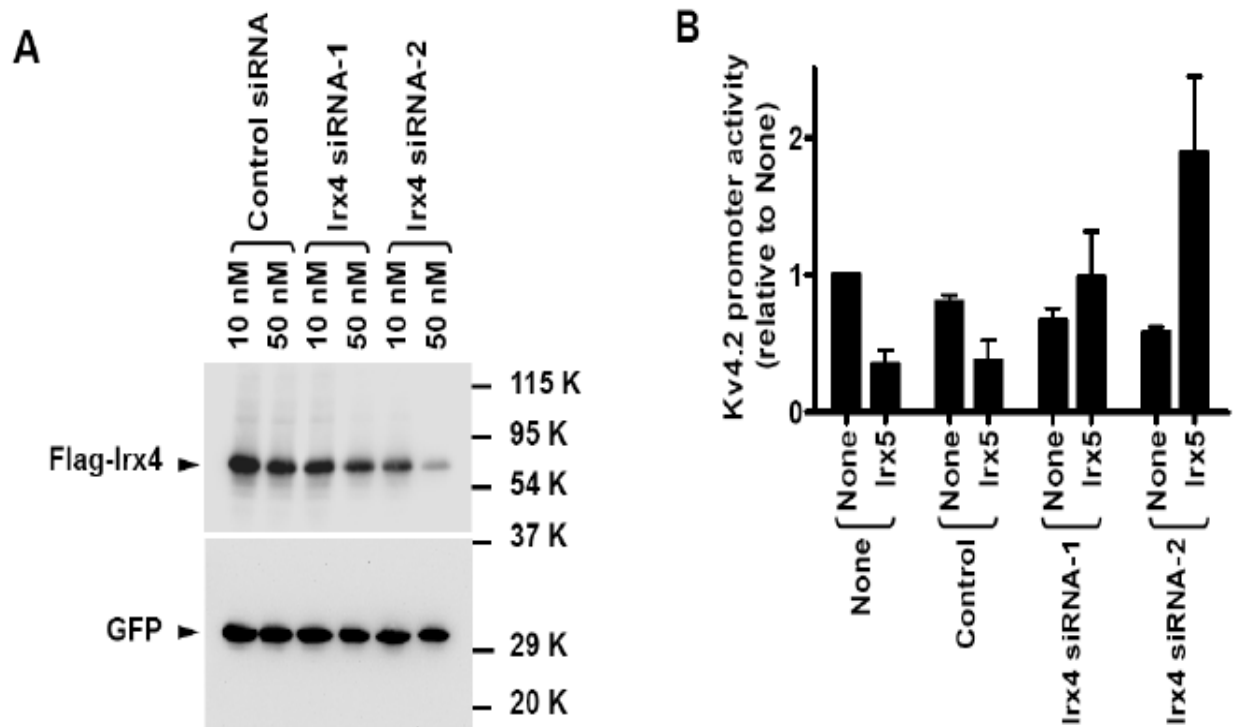 A
Control siRNA
Irx4 siRNA-1
Irx4 siRNA-2
10 nM
50 nM
10 nM
50 nM
10 nM
50 nM
Flag-Irx4
115 K
95 K
54 K
37 K
GFP
29 K
20 K
B
Kv4.2 promoter activity
(relative to None)
2
1
0
None
Irx5
None
Irx5
None
Irx5
None
Irx5
None
Control
Irx4 siRNA-1
Irx4 siRNA-2